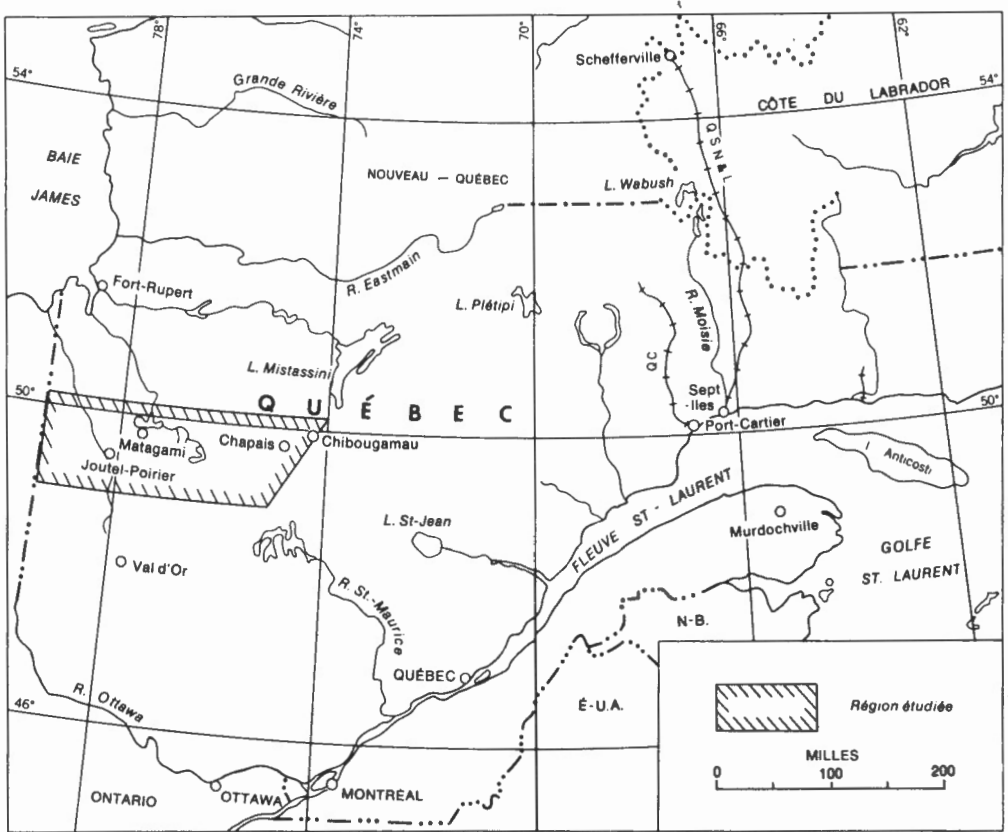 78°
74°
70°
66°
62°
54°
54°
Schefferville
Grande Rivière
CÔTE DU LABRADOR
QSN&L
BAIE
JAMES
NOUVEAU – QUÉBEC
L. Wabush
R. Eastmain
Fort-Rupert
L. Plétipi
R. Moisie
QC
L. Mistassini
50°
QUÉBEC
Sept
-Iles
50°
Port-Cartier
Matagami
Chapais
Chibougamau
Joutel-Poirier
I. Anticosti
L. St-Jean
FLEUVE ST-LAURENT
Murdochville
Val d'Or
GOLFE
ST. LAURENT
R. St.-Maurice
N-B.
QUÉBEC
R. Ottawa
É-U.A.
46°
Région étudiée
MILLES
0 100 200
ONTARIO
OTTAWA
MONTRÉAL